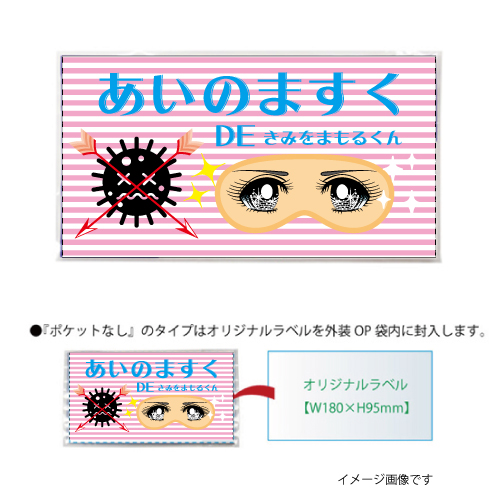 あいのますく
DE さみをまもるくん
●『ポケットなし』のタイプはオリジナルラベルを外装 OP 袋内に封入します。
あいのますく
DE さみをまもるくん
オリジナルラベル
【W180×H95mm】
イメージ画像です